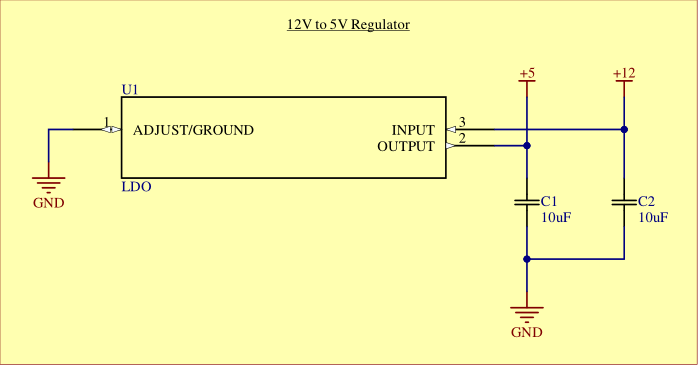 12V to 5V Regulator
+5
+12
U1
1
ADJUST/GROUND
INPUT
3
OUTPUT
2
LDO
GND
C1
10uF
C2
10uF
GND